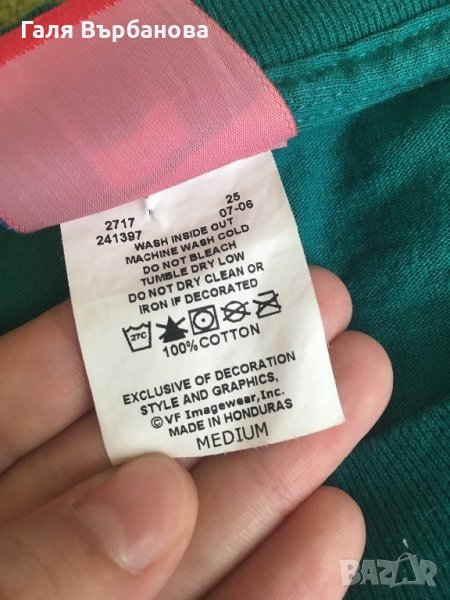 Галя Върбанова
2717 25
241397 07-06
WASH INSIDE OUT
MACHINE WASH COLD
DO NOT BLEACH
TUMBLE DRY LOW
DO NOT DRY CLEAN OR
IRON IF DECORATED
27C
100% COTTON
EXCLUSIVE OF DECORATION
STYLE AND GRAPHICS,
©VF Imagewear,Inc.
MADE IN HONDURAS
MEDIUM
BAZAR